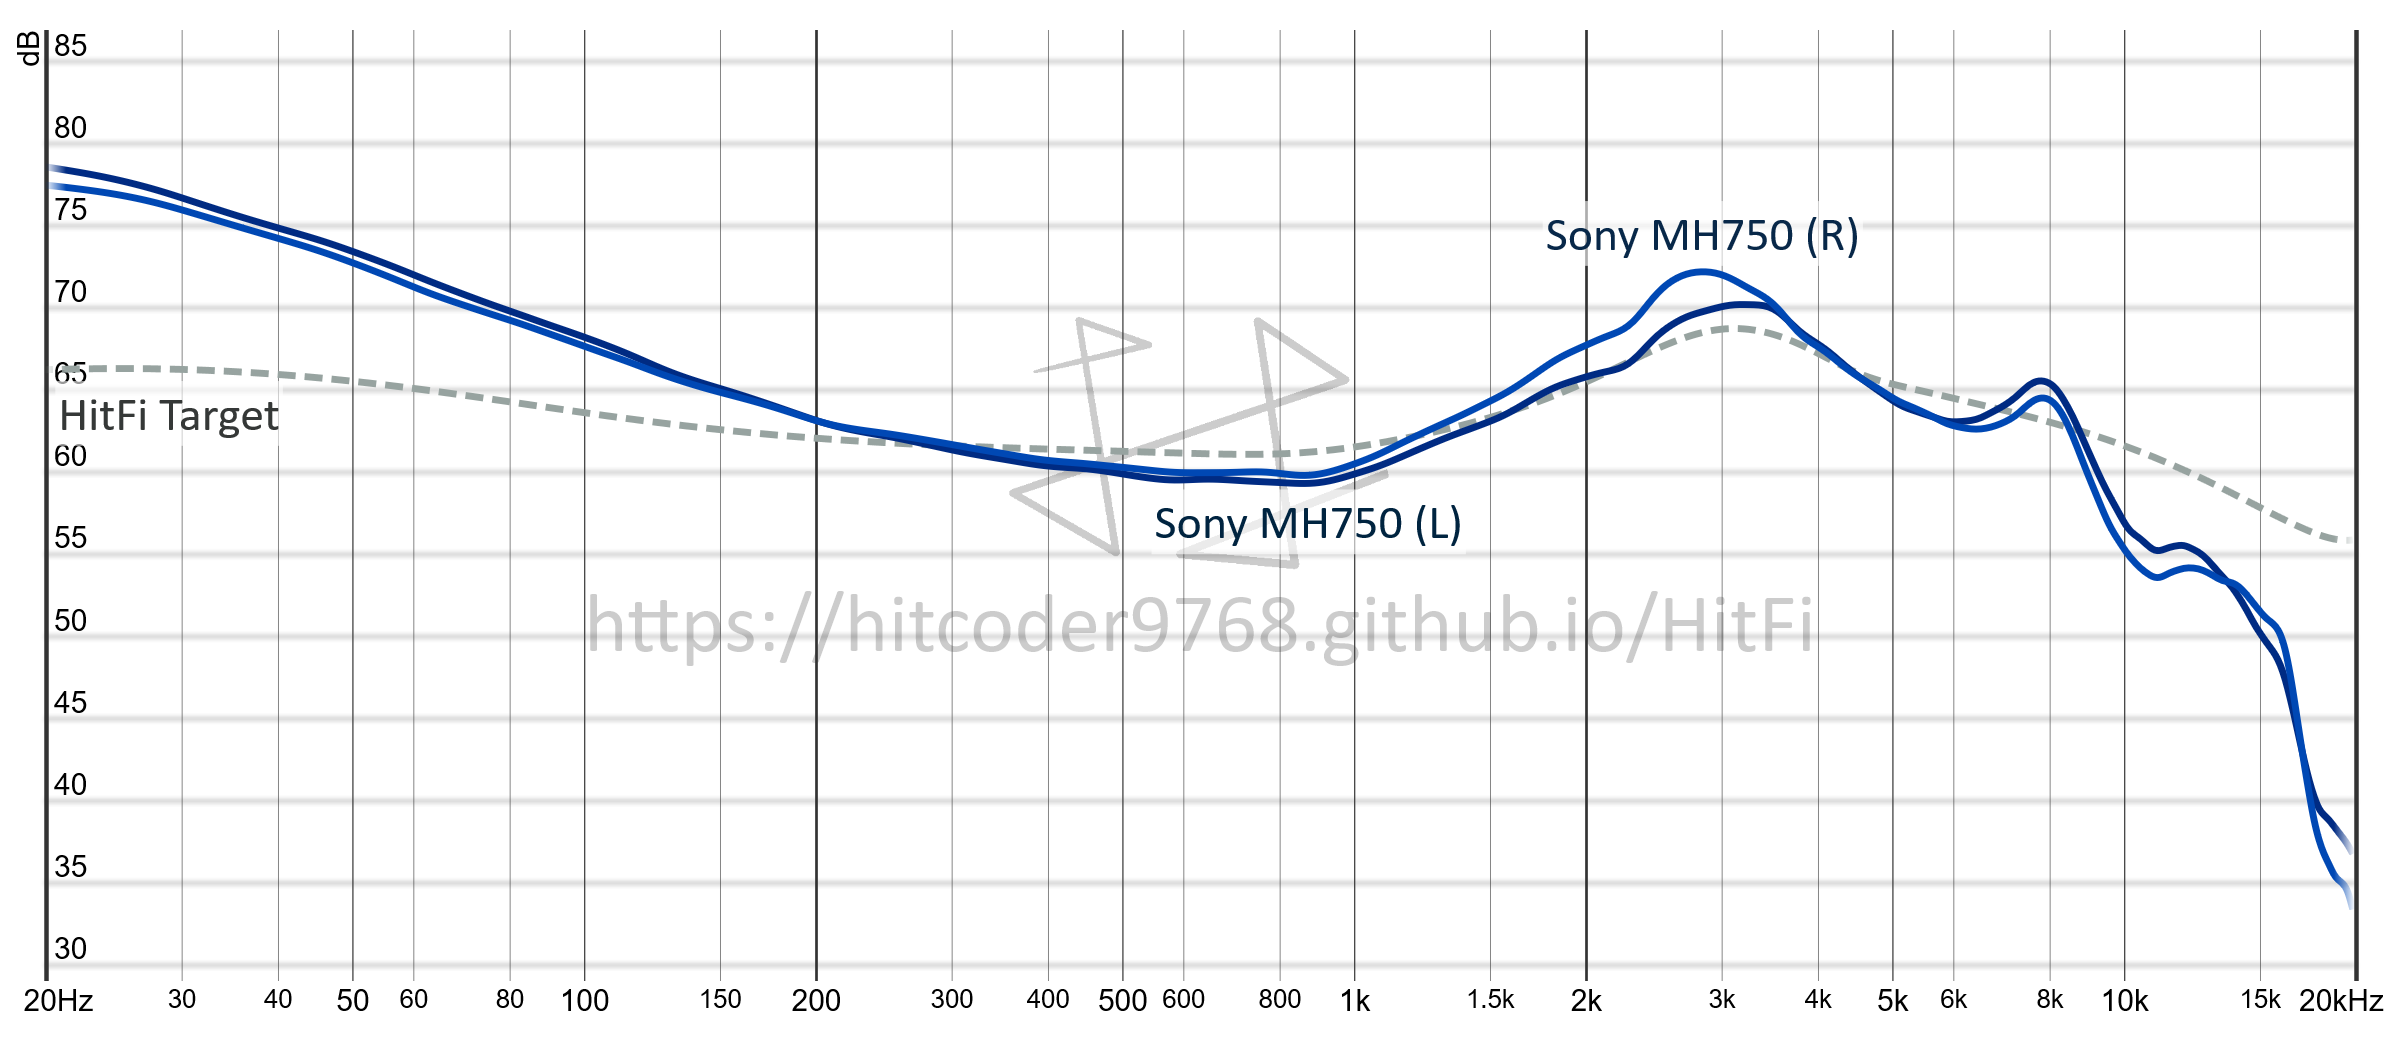 dB
85
80
75
Sony MH750 (R)
70
65
HitFi Target
60
Sony MH750 (L)
55
50
https://hitcoder9768.github.io/HitFi
45
40
35
30
20Hz 30 40 50 60 80 100 150 200 300 400 500 600 800 1k 1.5k 2k 3k 4k 5k 6k 8k 10k 15k 20kHz